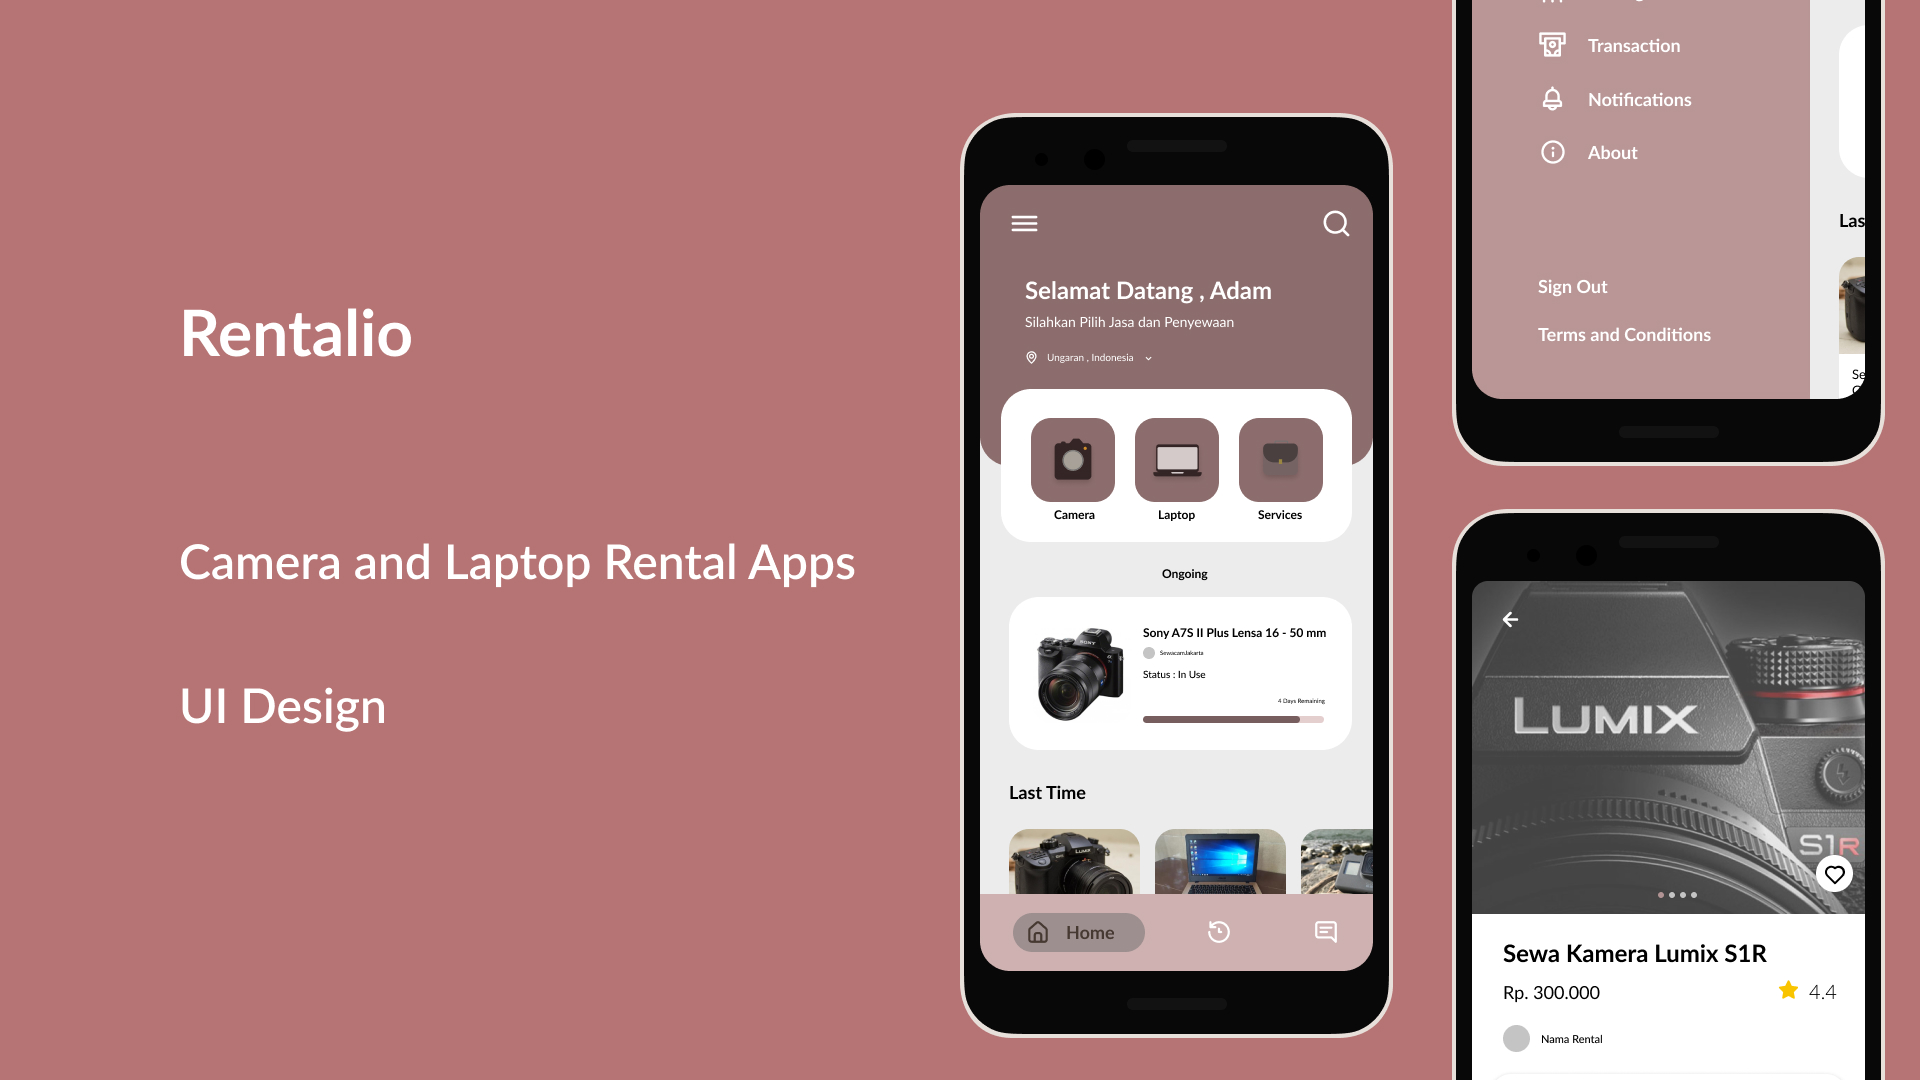 Rentalio
Camera and Laptop Rental Apps
UI Design
Selamat Datang , Adam
Silahkan Pilih Jasa dan Penyewaan
Ungaran , Indonesia
Camera
Laptop
Services
Ongoing
SONY
Sony A7S II Plus Lensa 16 - 50 mm
SewacamJakarta
Status : In Use
4 Days Remaining
Last Time
LUMIX
Home
Transaction
Notifications
About
Sign Out
Terms and Conditions
Las
Se
LUMIX
S1R
Sewa Kamera Lumix S1R
Rp. 300.000
4.4
Nama Rental